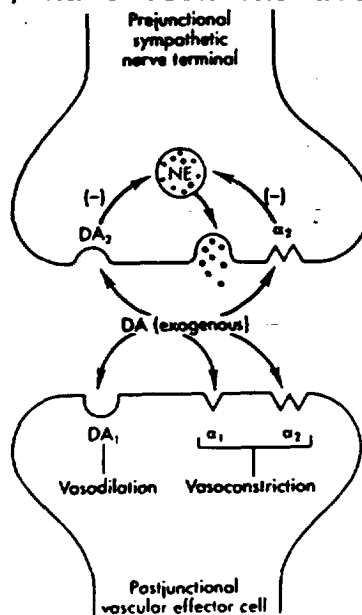 Prejunctional
sympathetic
nerve terminal
NE
(-) (-)
DA₂ α₂
DA (exogenous)
DA₁ α₁ α₂
Vasodilation Vasoconstriction
Postjunctional
vascular effector cell